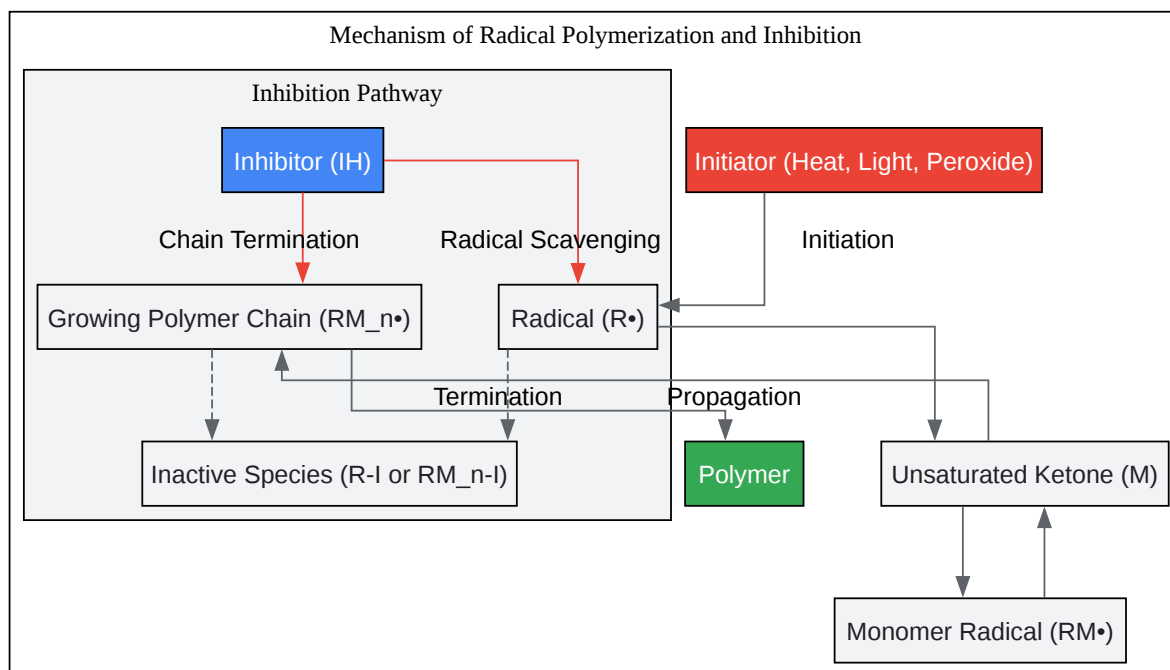 Mechanism of Radical Polymerization and Inhibition
Inhibition Pathway
Inhibitor (IH)
Initiator (Heat, Light, Peroxide)
Chain Termination
Radical Scavenging
Initiation
Growing Polymer Chain (RM_n•)
Radical (R•)
Termination
Propagation
Inactive Species (R-I or RM_n-I)
Polymer
Unsaturated Ketone (M)
Monomer Radical (RM•)